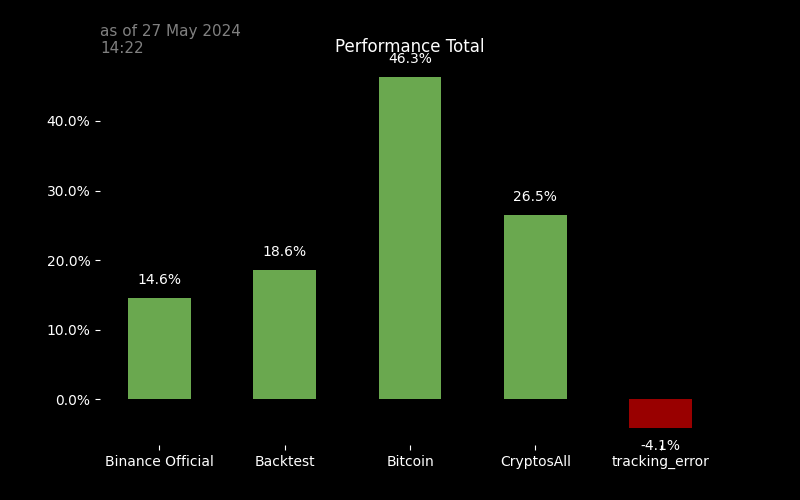 as of 27 May 2024
14:22
Performance Total
46.3%
40.0%
30.0%
26.5%
20.0%
18.6%
14.6%
10.0%
0.0%
-4.1%
Binance Official
Backtest
Bitcoin
CryptosAll
tracking_error